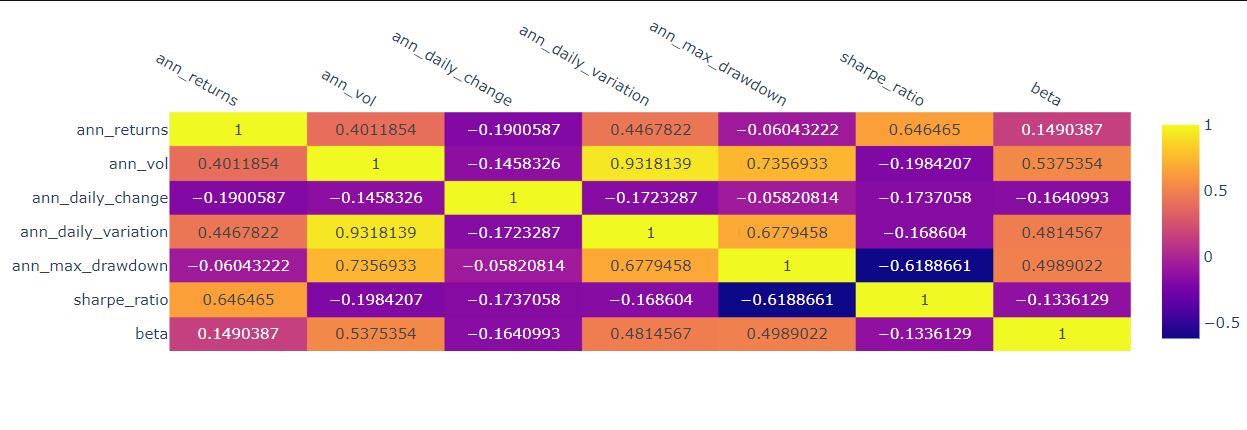 ann_returns ann_vol ann_daily_change ann_daily_variation ann_max_drawdown sharpe_ratio beta
ann_returns 1 0.4011854 −0.1900587 0.4467822 −0.06043222 0.646465 0.1490387
ann_vol 0.4011854 1 −0.1458326 0.9318139 0.7356933 −0.1984207 0.5375354
ann_daily_change −0.1900587 −0.1458326 1 −0.1723287 −0.05820814 −0.1737058 −0.1640993
ann_daily_variation 0.4467822 0.9318139 −0.1723287 1 0.6779458 −0.168604 0.4814567
ann_max_drawdown −0.06043222 0.7356933 −0.05820814 0.6779458 1 −0.6188661 0.4989022
sharpe_ratio 0.646465 −0.1984207 −0.1737058 −0.168604 −0.6188661 1 −0.1336129
beta 0.1490387 0.5375354 −0.1640993 0.4814567 0.4989022 −0.1336129 1
1
0.5
0
−0.5